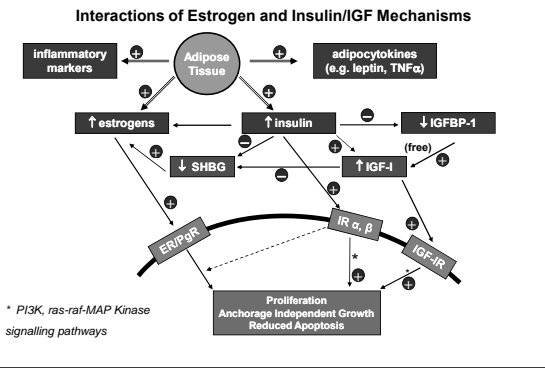 Interactions of Estrogen and Insulin/IGF Mechanisms
inflammatory
markers
+
Adipose
Tissue
+
adipocytokines
(e.g. leptin, TNFα)
+
+
↑ estrogens
↑ insulin
−
↓ IGFBP-1
+
−
+
(free)
+
↓ SHBG
−
↑ IGF-I
+
+
+
ER/PgR
IR α, β
IGF-IR
*
+
*
+
Proliferation
Anchorage Independent Growth
Reduced Apoptosis
* PI3K, ras-raf-MAP Kinase
signalling pathways